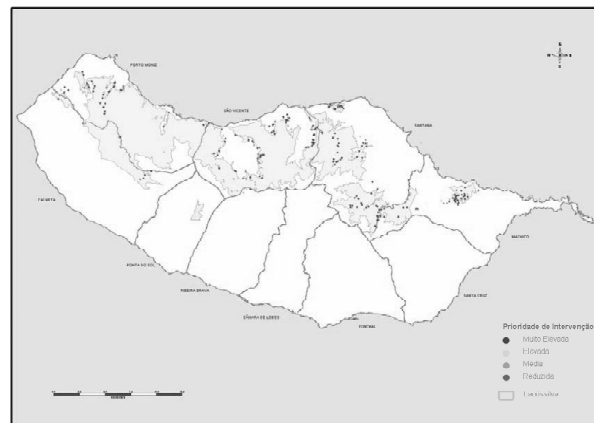 PORTO MONIZ
SÃO VICENTE
SANTANA
CALHETA
MACHICO
PONTA DO SOL
RIBEIRA BRAVA
SANTA CRUZ
CÂMARA DE LOBOS
FUNCHAL
Prioridade de Intervenção
Muito Elevada
Elevada
Média
Reduzida
Laurissilva